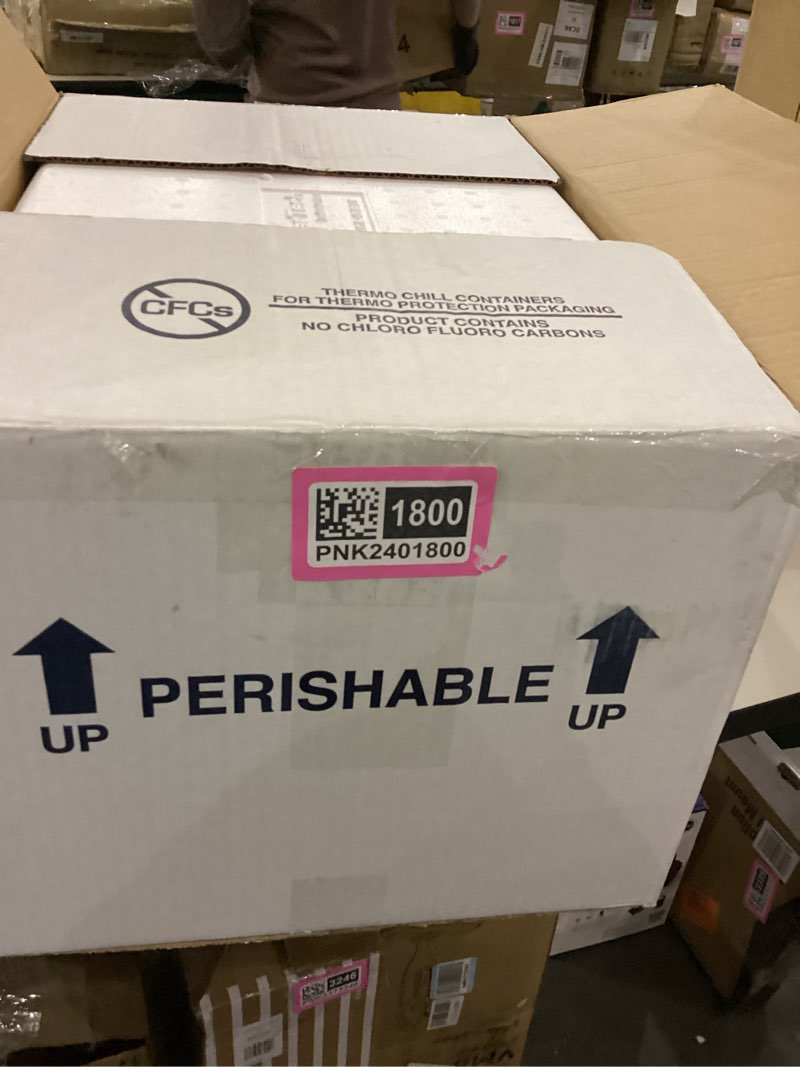 CFCs
THERMO CHILL CONTAINERS
FOR THERMO PROTECTION PACKAGING
PRODUCT CONTAINS
NO CHLORO FLUORO CARBONS
1800
PNK2401800
UP
PERISHABLE
UP
3246